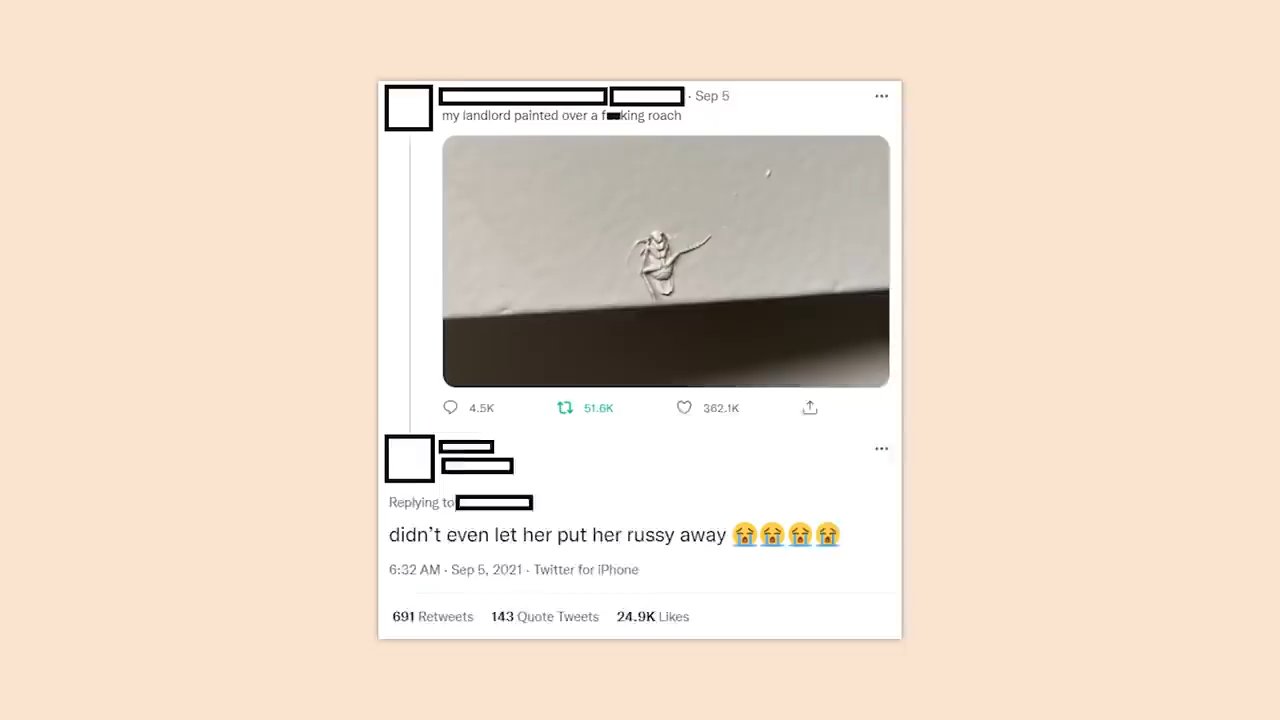 · Sep 5
my landlord painted over a f king roach
4.5K 51.6K 362.1K
Replying to
didn't even let her put her russy away 😭😭😭😭
6:32 AM · Sep 5, 2021 · Twitter for iPhone
691 Retweets 143 Quote Tweets 24.9K Likes